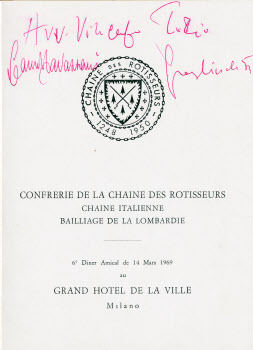 CHAINE DES ROTISSEURS
1248 - 1950
CONFRERIE DE LA CHAINE DES ROTISSEURS
CHAINE ITALIENNE
BAILLIAGE DE LA LOMBARDIE
6e Diner Amical de 14 Mars 1969
au
GRAND HOTEL DE LA VILLE
Milano